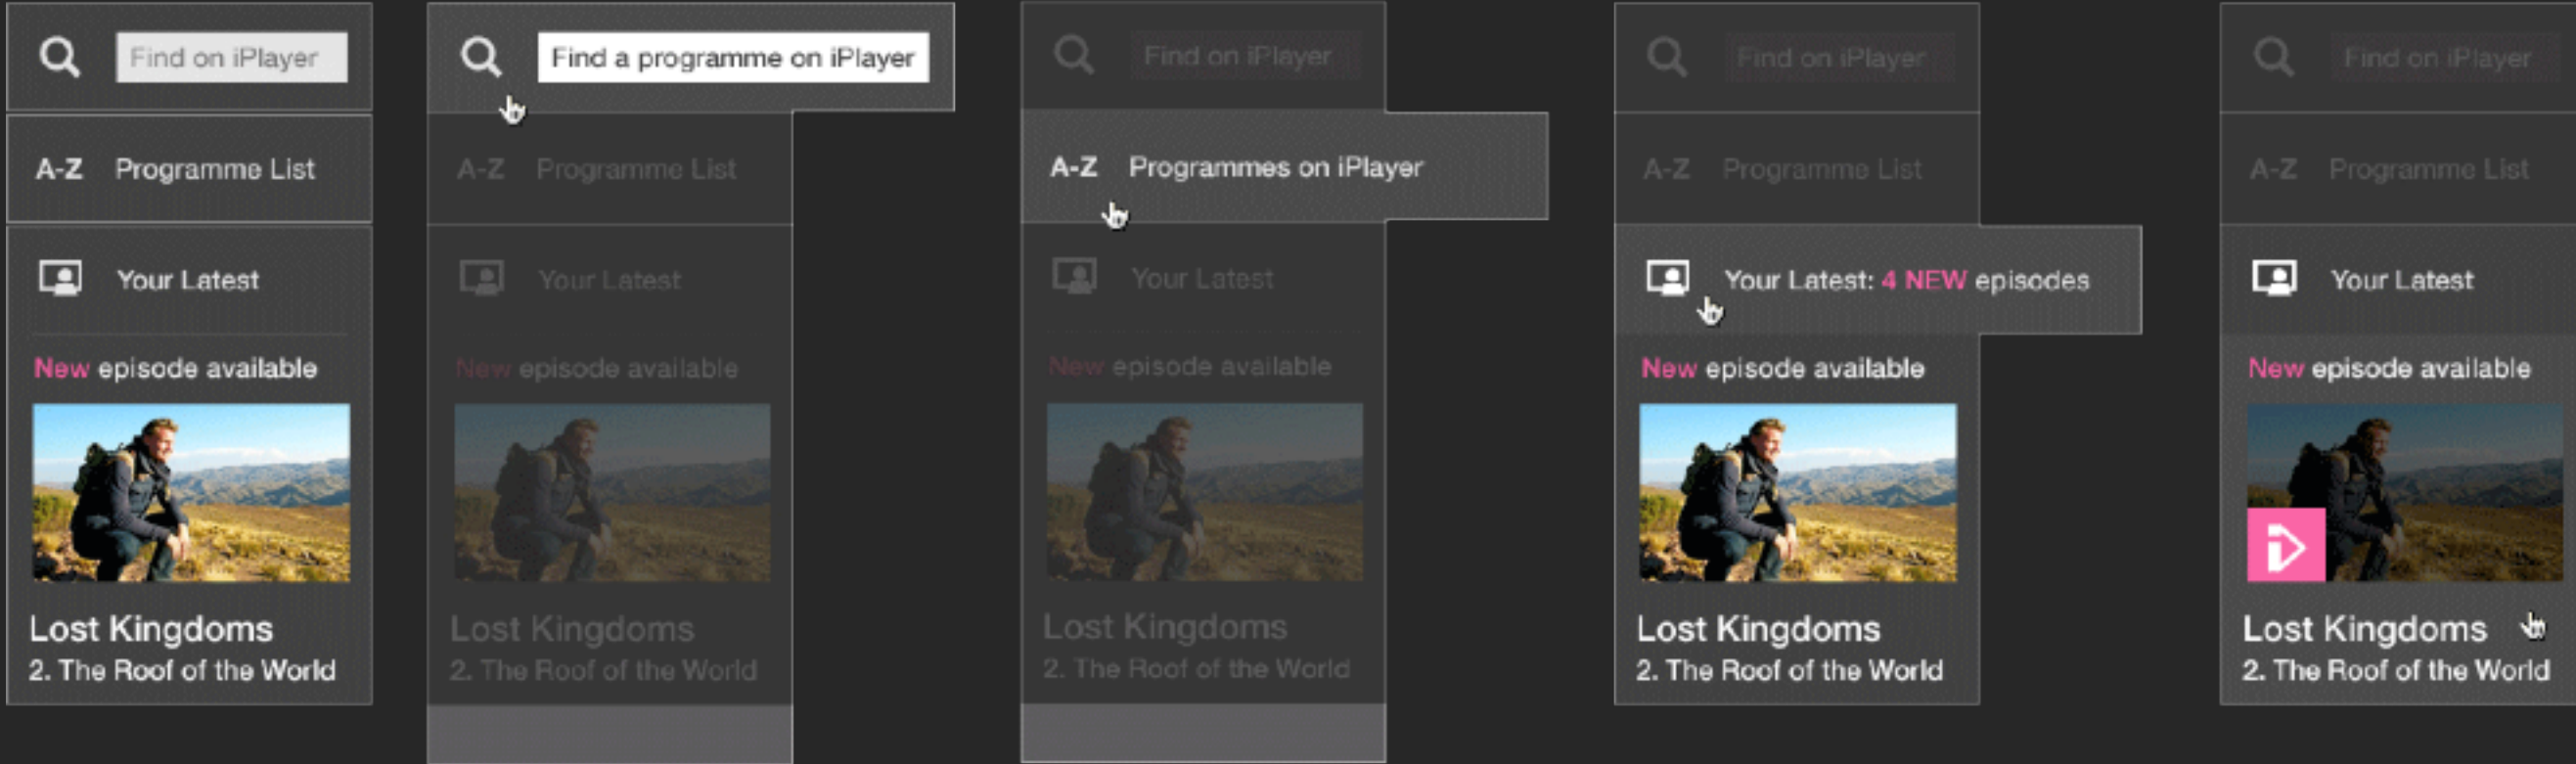 Find on iPlayer
A-Z Programme List
Your Latest
New episode available
Lost Kingdoms
2. The Roof of the World
Find a programme on iPlayer
A-Z Programme List
Your Latest
New episode available
Lost Kingdoms
2. The Roof of the World
Find on iPlayer
A-Z Programmes on iPlayer
Your Latest
New episode available
Lost Kingdoms
2. The Roof of the World
Find on iPlayer
A-Z Programme List
Your Latest: 4 NEW episodes
New episode available
Lost Kingdoms
2. The Roof of the World
Find on iPlayer
A-Z Programme List
Your Latest
New episode available
Lost Kingdoms
2. The Roof of the World